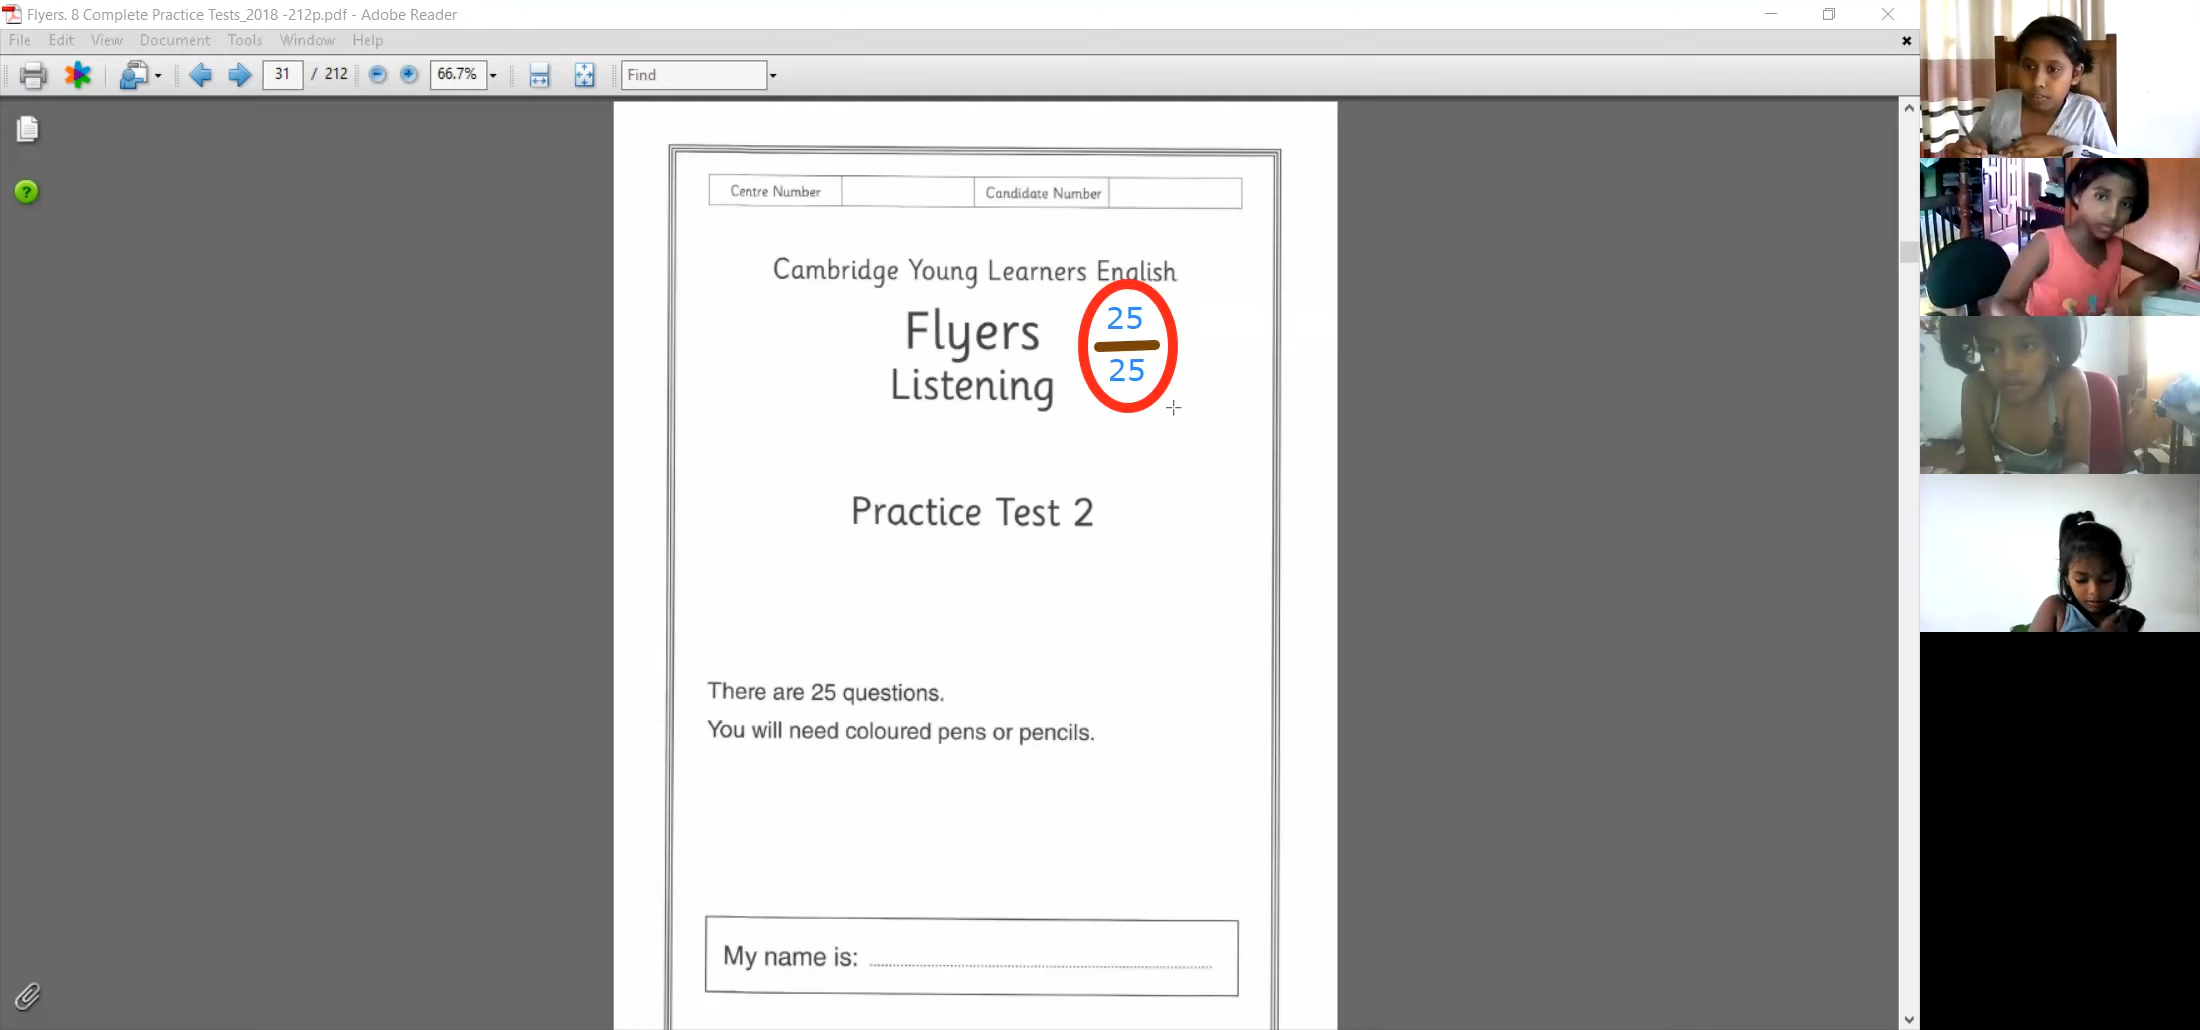 Flyers. 8 Complete Practice Tests_2018 -212p.pdf - Adobe Reader
File Edit View Document Tools Window Help
31 / 212 66.7% Find
Centre Number Candidate Number
Cambridge Young Learners English
Flyers
Listening
25
25
Practice Test 2
There are 25 questions.
You will need coloured pens or pencils.
My name is: